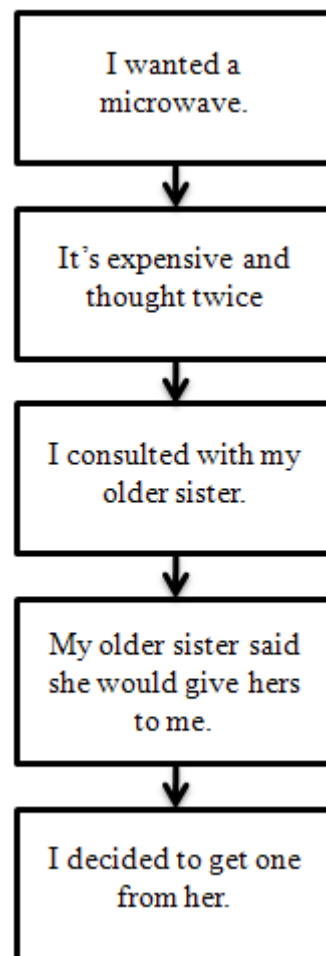 I wanted a
microwave.
It’s expensive and
thought twice
I consulted with my
older sister.
My older sister said
she would give hers
to me.
I decided to get one
from her.